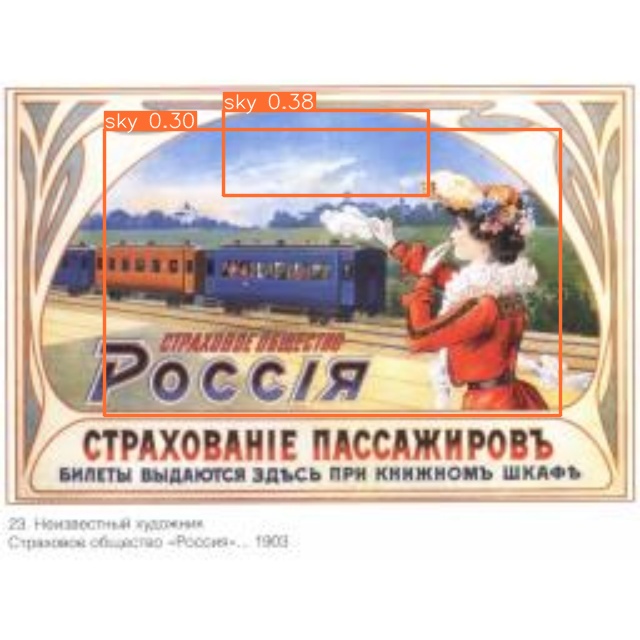 sky 0.38
sky 0.30
СТРАХОВОЕ ОБЩЕСТВО
РОССІЯ
СТРАХОВАНІЕ ПАССАЖИРОВЪ
БИЛЕТЫ ВЫДАЮТСЯ ЗДѢСЬ ПРИ КНИЖНОМЪ ШКАФѢ
23. Неизвестный художник
Страховое общество «Россия»... 1903